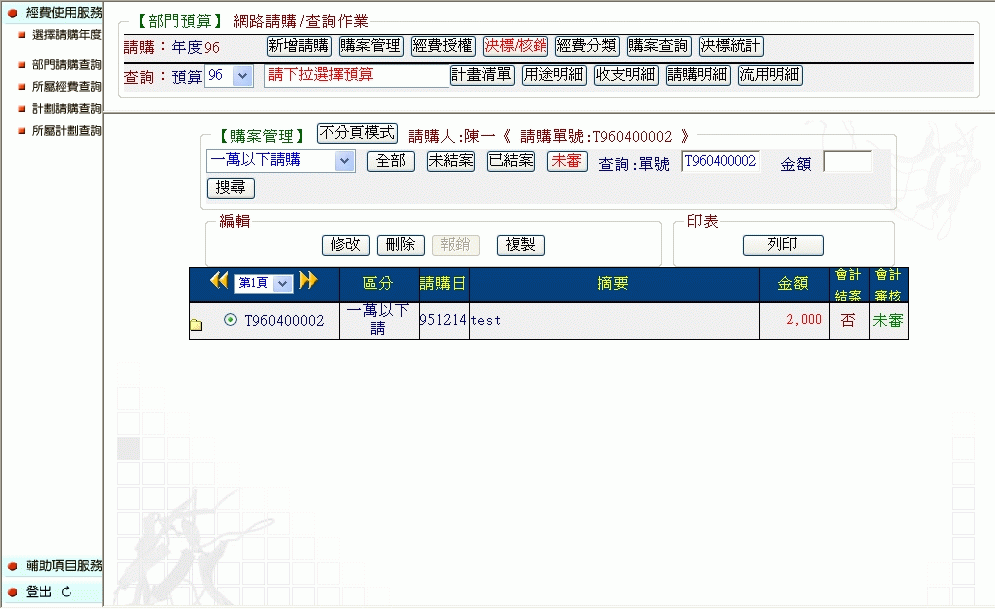 經費使用服務
選擇請購年度
部門請購查詢
所屬經費查詢
計劃請購查詢
所屬計劃查詢
輔助項目服務
登出
【部門預算】 網路請購/查詢作業
請購：年度96 新增請購 購案管理 經費授權 決標/核銷 經費分類 購案查詢 決標統計
查詢：預算 96 請下拉選擇預算 計畫清單 用途明細 收支明細 請購明細 流用明細
【購案管理】 不分頁模式 請購人:陳一《 請購單號:T960400002 》
一萬以下請購 全部 未結案 已結案 未審 查詢:單號 T960400002 金額
搜尋
編輯 印表
修改 刪除 報銷 複製 列印
第1頁 區分 請購日 摘要 金額 會計結案 會計審核
T960400002 一萬以下請 951214 test 2,000 否 未審